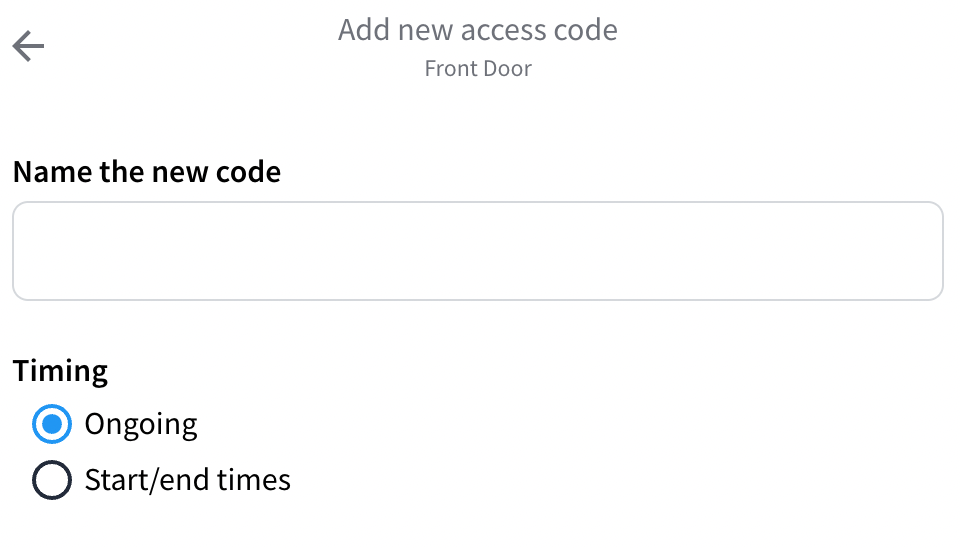 Add new access code
Front Door
Name the new code
Timing
Ongoing
Start/end times